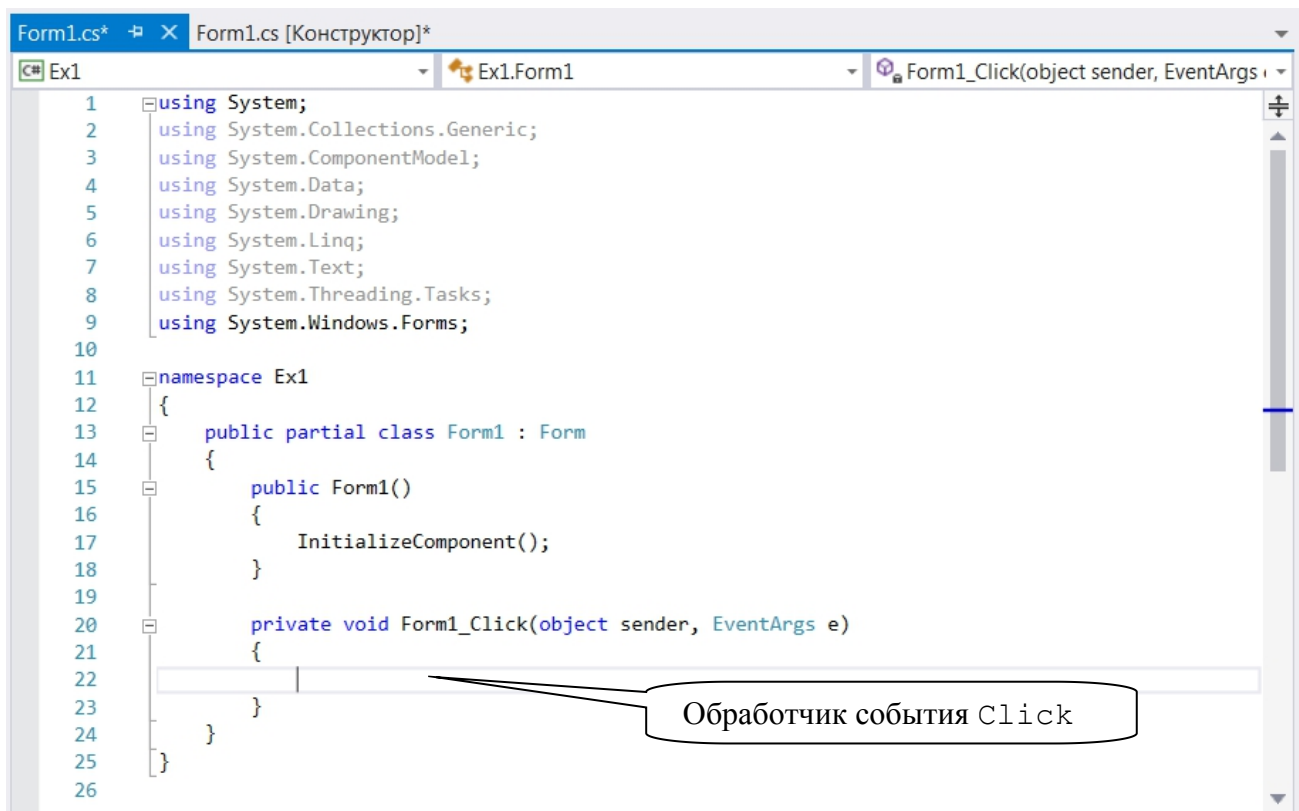 Form1.cs* Form1.cs [Конструктор]*
C# Ex1 Ex1.Form1 Form1_Click(object sender, EventArgs
1 using System;
2 using System.Collections.Generic;
3 using System.ComponentModel;
4 using System.Data;
5 using System.Drawing;
6 using System.Linq;
7 using System.Text;
8 using System.Threading.Tasks;
9 using System.Windows.Forms;
10
11 namespace Ex1
12 {
13 public partial class Form1 : Form
14 {
15 public Form1()
16 {
17 InitializeComponent();
18 }
19
20 private void Form1_Click(object sender, EventArgs e)
21 {
22
23 }
Обработчик события Click
24 }
25 }
26